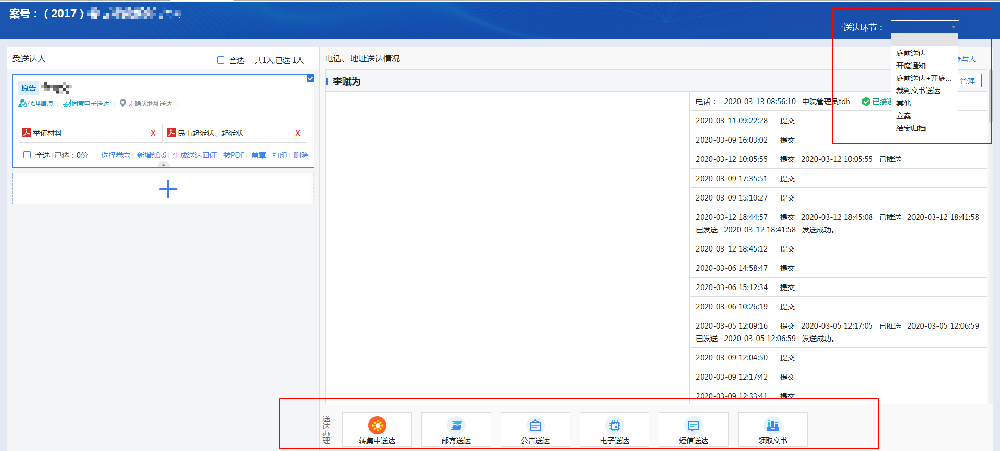 案号：（2017）
*送达环节：
庭前送达
开庭通知
庭前送达+开庭...
裁判文书送达
其他
立案
结案归档
受送达人
全选 共1人,已选 1人
原告
代理律师 同意电子送达 无确认地址送达
举证材料 X 民事起诉状、起诉状 X
全选 已选：0份 选择卷宗 新增纸质 生成送达回证 转PDF 盖章 打印 删除
电话、地址送达情况
参与人
李赋为
管理
电话： 2020-03-13 08:56:10 中院管理员tdh 已接通
2020-03-11 09:22:28 提交
2020-03-09 16:03:02 提交
2020-03-12 10:05:55 提交 2020-03-12 10:05:55 已推送
2020-03-09 17:35:51 提交
2020-03-09 15:10:27 提交
2020-03-12 18:44:57 提交 2020-03-12 18:45:08 已推送 2020-03-12 18:41:58
已发送 2020-03-12 18:41:58 发送成功。
2020-03-12 18:45:12 提交
2020-03-06 14:58:47 提交
2020-03-06 15:12:34 提交
2020-03-06 10:26:19 提交
2020-03-05 12:09:16 提交 2020-03-05 12:17:05 已推送 2020-03-05 12:06:59
已发送 2020-03-05 12:06:59 发送成功。
2020-03-09 12:04:50 提交
2020-03-09 12:17:42 提交
2020-03-09 12:33:41 提交
送达办理
转集中送达 邮寄送达 公告送达 电子送达 短信送达 领取文书